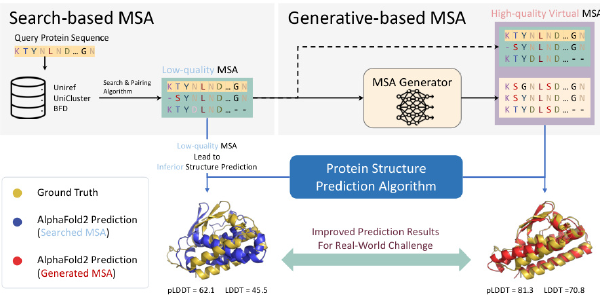 Search-based MSA
Generative-based MSA
High-quality Virtual MSA
Query Protein Sequence
K T Y N L N D ... G N
Uniref
UniCluster
BFD
Search & Pairing
Algorithm
Low-quality MSA
K T Y N L N D ... G N
- S Y N L S D ... G N
K T Y D L N D ... - -
MSA Generator
K T Y N L N D ... G N
- S Y N L S D ... G N
K T Y D L N D ... - -
K S G N L S D ... G N
K S Y N L N D ... G N
K T Y D L S D ... - -
Low-quality MSA
Lead to
Inferior Structure Prediction
Protein Structure
Prediction Algorithm
Ground Truth
AlphaFold2 Prediction
(Searched MSA)
AlphaFold2 Prediction
(Generated MSA)
Improved Prediction Results
For Real-World Challenge
pLDDT = 62.1 LDDT = 45.5
pLDDT = 81.3 LDDT = 70.8